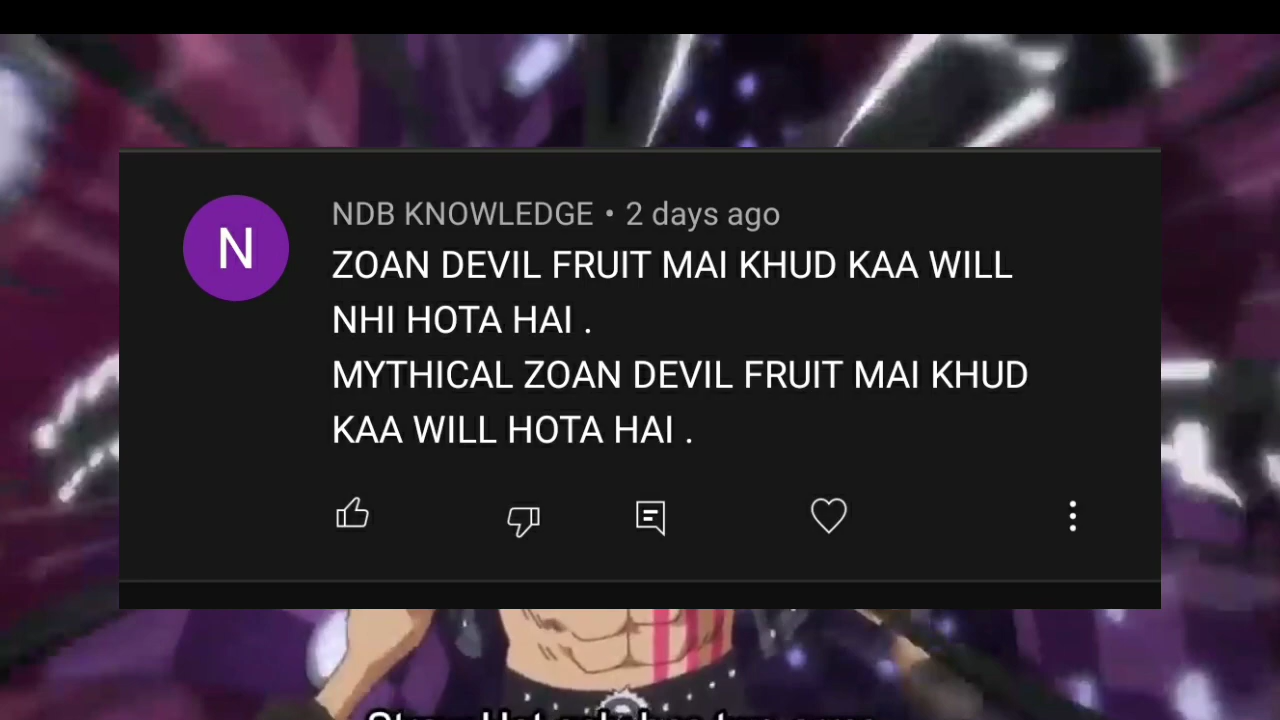 N
NDB KNOWLEDGE • 2 days ago
ZOAN DEVIL FRUIT MAI KHUD KAA WILL
NHI HOTA HAI .
MYTHICAL ZOAN DEVIL FRUIT MAI KHUD
KAA WILL HOTA HAI .